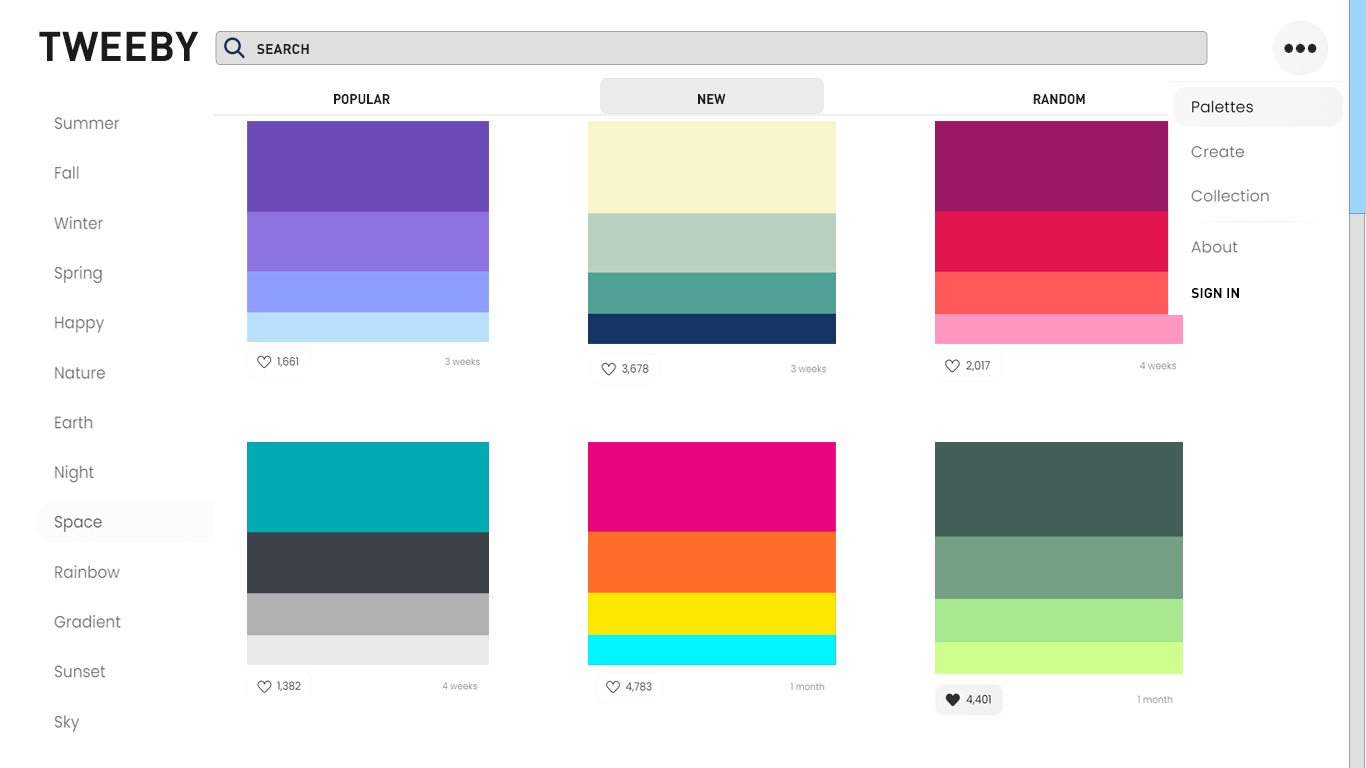 TWEEBY
SEARCH
POPULAR
NEW
RANDOM
Palettes
Create
Collection
About
SIGN IN
Summer
Fall
Winter
Spring
Happy
Nature
Earth
Night
Space
Rainbow
Gradient
Sunset
Sky
1,661
3 weeks
3,678
3 weeks
2,017
4 weeks
1,382
4 weeks
4,783
1 month
4,401
1 month